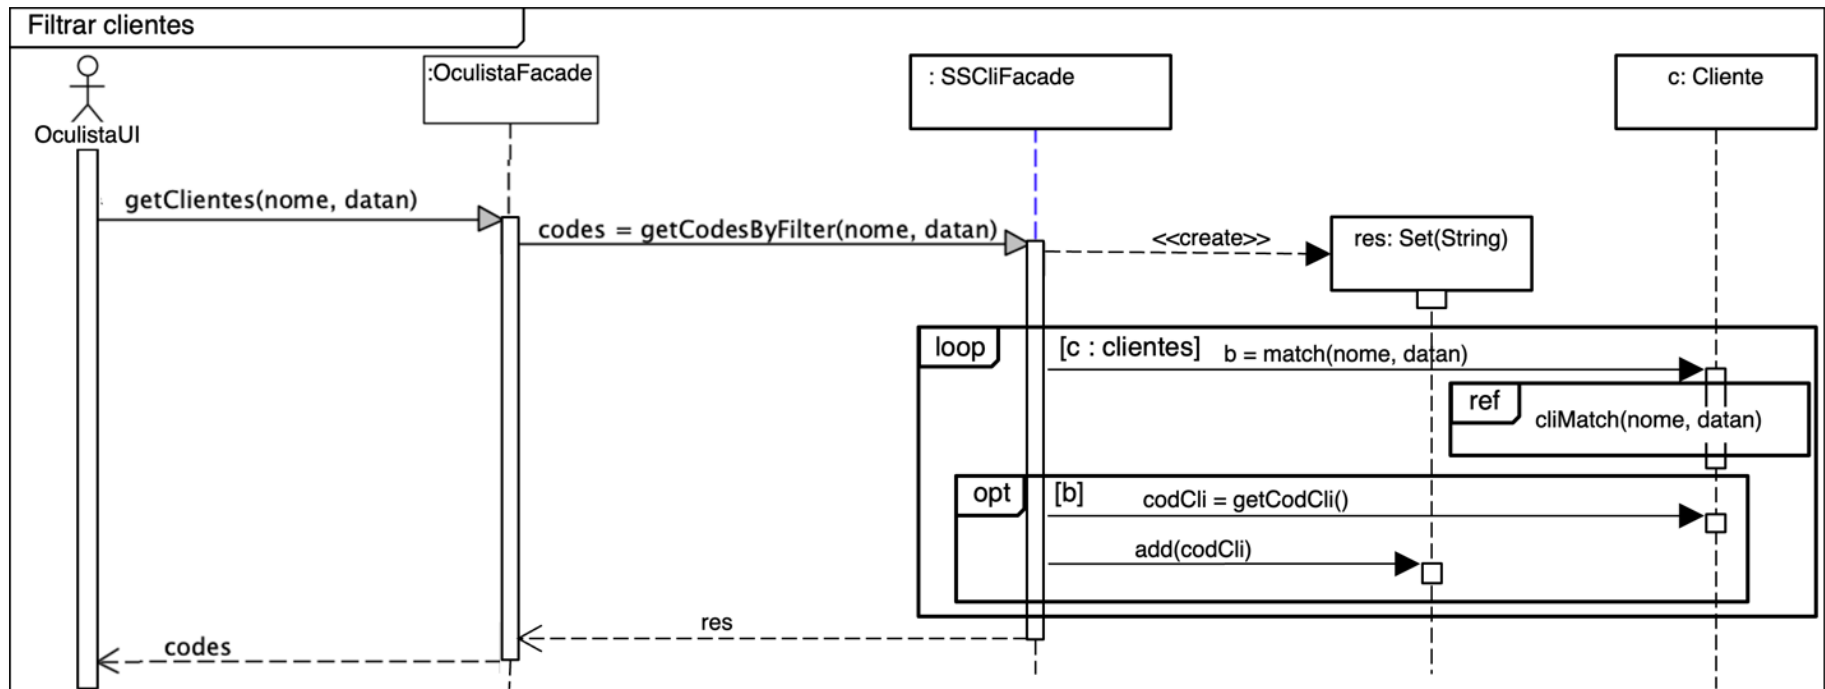 Filtrar clientes
OculistaUI
:OculistaFacade
: SSCliFacade
c: Cliente
getClientes(nome, datan)
codes = getCodesByFilter(nome, datan)
<<create>>
res: Set(String)
loop
[c : clientes]
b = match(nome, datan)
ref
cliMatch(nome, datan)
opt
[b]
codCli = getCodCli()
add(codCli)
res
codes